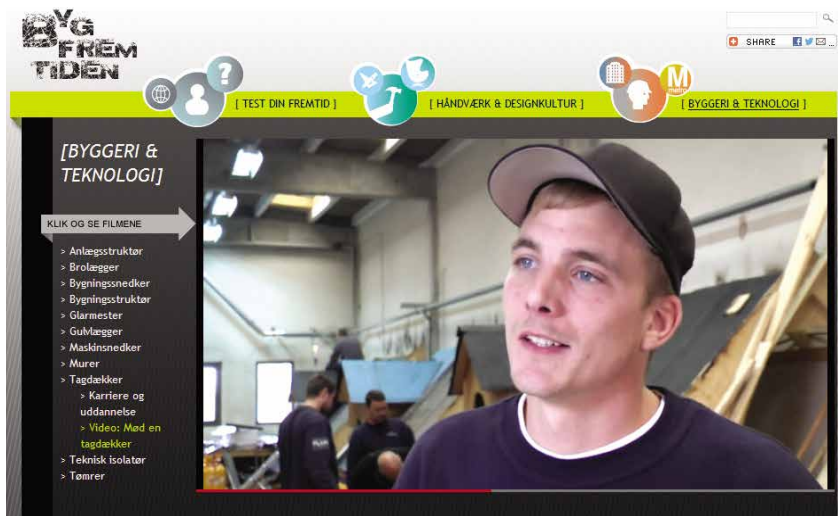 BYG
FREM
TIDEN
SHARE
?
M
metro
[ TEST DIN FREMTID ]
[ HÅNDVÆRK & DESIGNKULTUR ]
[ BYGGERI & TEKNOLOGI ]
[BYGGERI &
TEKNOLOGI]
KLIK OG SE FILMENE
> Anlægsstruktør
> Brolægger
> Bygningssnedker
> Bygningsstruktør
> Glarmester
> Gulvlægger
> Maskinsnedker
> Murer
> Tagdækker
> Karriere og
uddannelse
> Video: Mød en
tagdækker
> Teknisk isolatør
> Tømrer